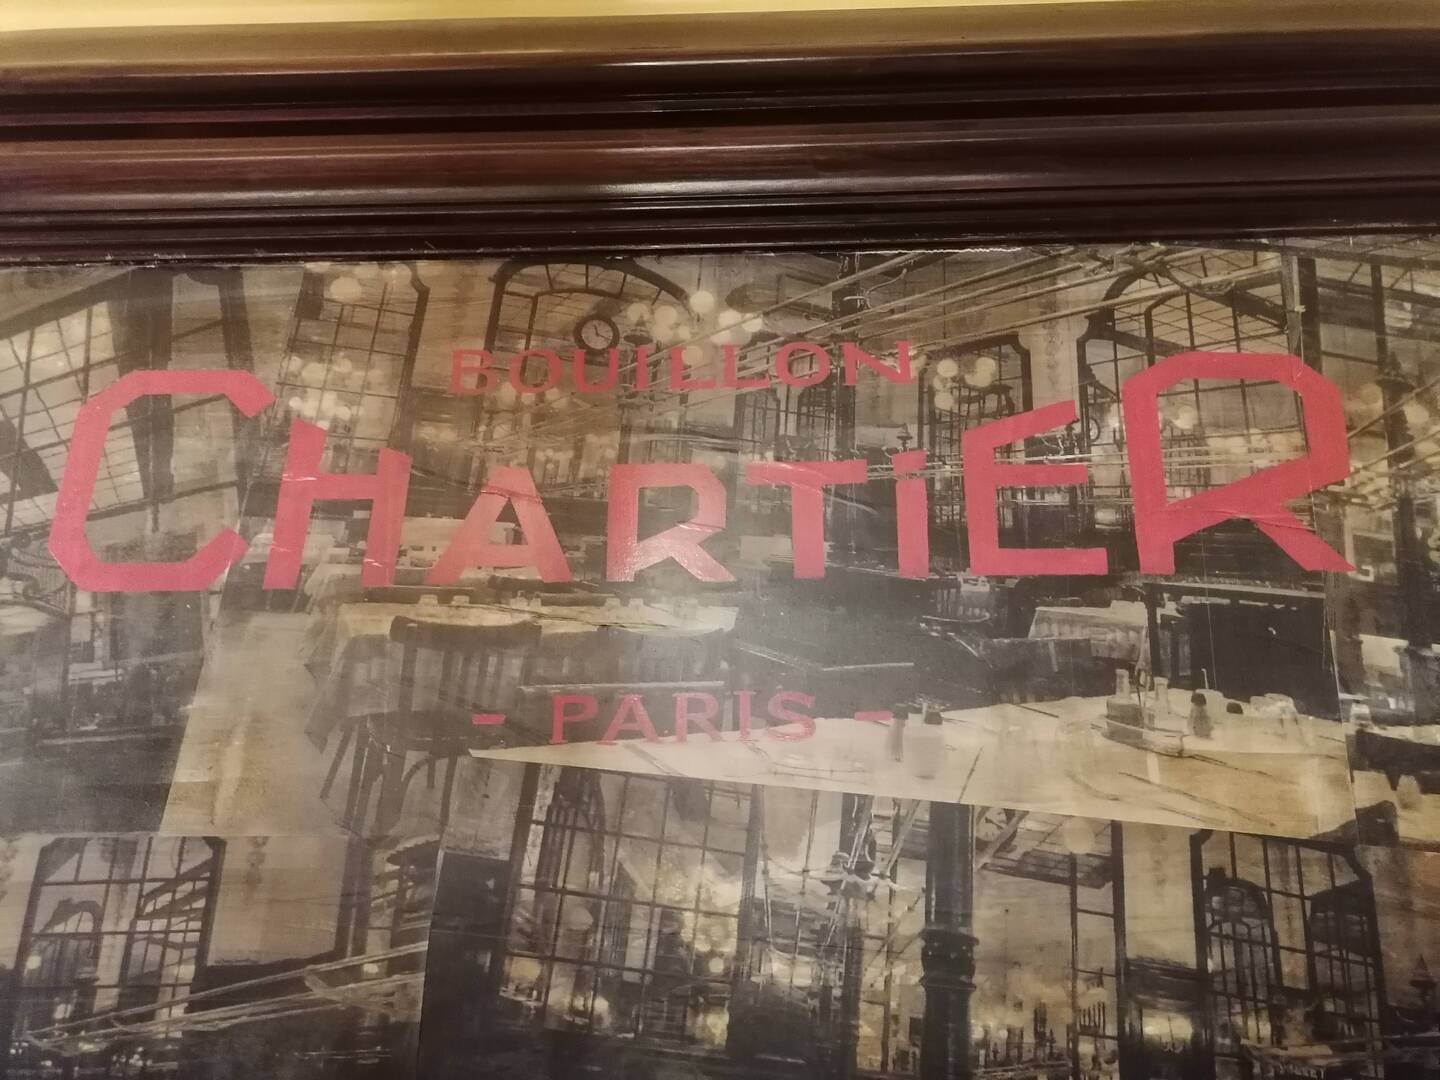 BOUILLON
CHARTiER
- PARIS -